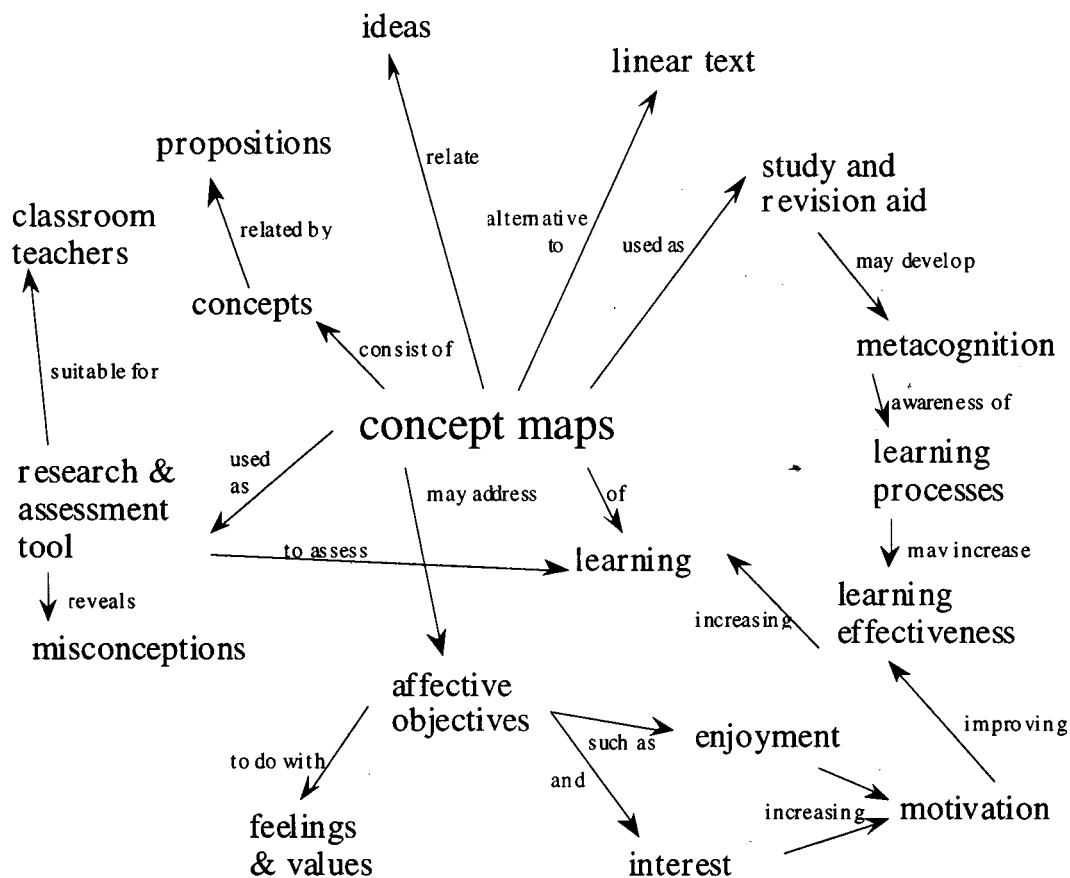 ideas
linear text
propositions
relate
study and
revision aid
classroom
teachers
alternative
to
related by
used as
may develop
concepts
consist of
metacognition
suitable for
awareness of
concept maps
learning
processes
used
as
research &
assessment
tool
may address
of
to assess
learning
may increase
reveals
learning
effectiveness
increasing
misconceptions
affective
objectives
such as
enjoyment
improving
to do with
and
increasing
motivation
feelings
& values
interest